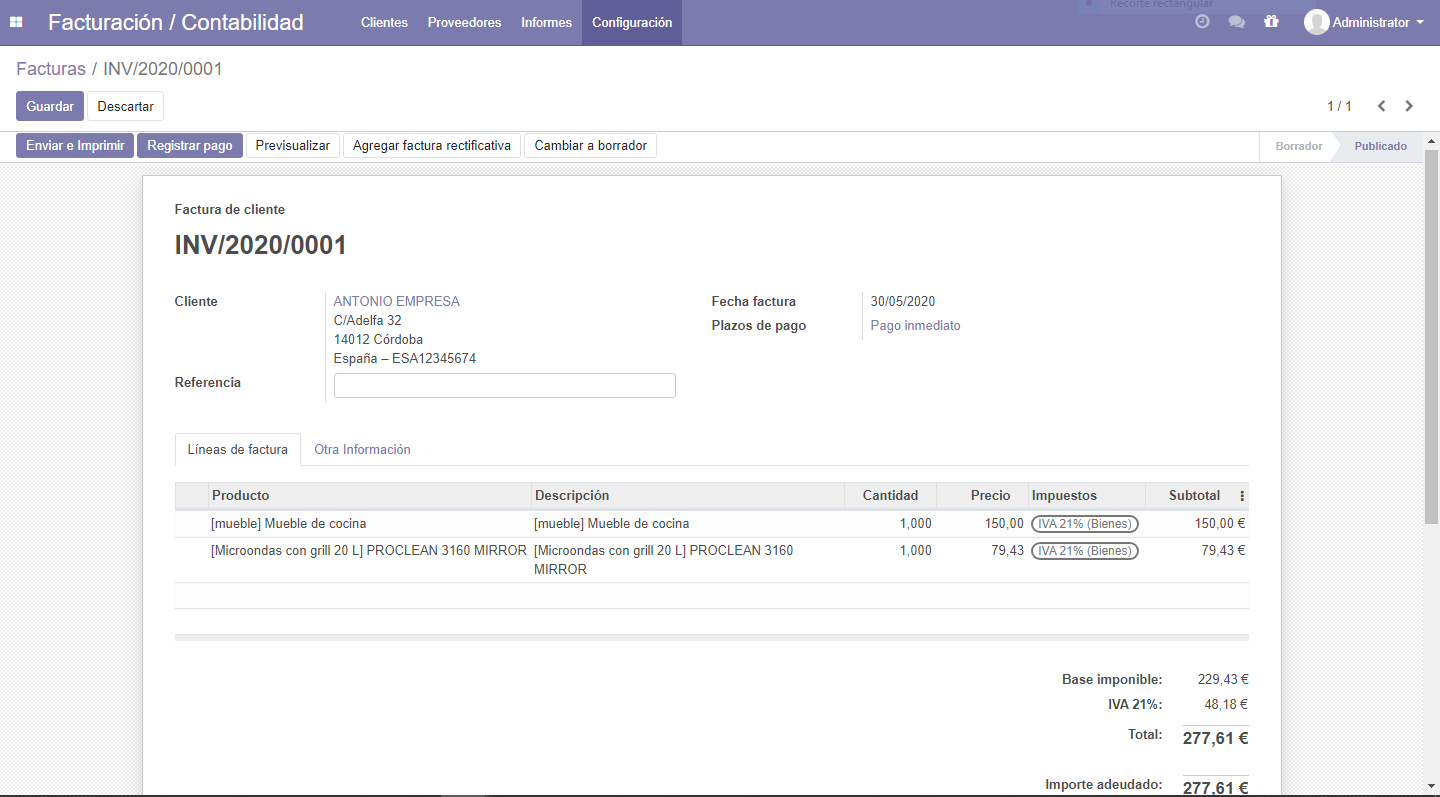 Facturación / Contabilidad
Clientes Proveedores Informes Configuración
Recorte rectangular
Administrator
Facturas / INV/2020/0001
Guardar Descartar
1 / 1
Enviar e Imprimir Registrar pago Previsualizar Agregar factura rectificativa Cambiar a borrador
Borrador Publicado
Factura de cliente
INV/2020/0001
Cliente ANTONIO EMPRESA
C/Adelfa 32
14012 Córdoba
España – ESA12345674
Referencia
Fecha factura 30/05/2020
Plazos de pago Pago inmediato
Líneas de factura Otra Información
Producto Descripción Cantidad Precio Impuestos Subtotal
[mueble] Mueble de cocina [mueble] Mueble de cocina 1,000 150,00 IVA 21% (Bienes) 150,00 €
[Microondas con grill 20 L] PROCLEAN 3160 MIRROR [Microondas con grill 20 L] PROCLEAN 3160 1,000 79,43 IVA 21% (Bienes) 79,43 €
MIRROR
Base imponible: 229,43 €
IVA 21%: 48,18 €
Total: 277,61 €
Importe adeudado: 277,61 €